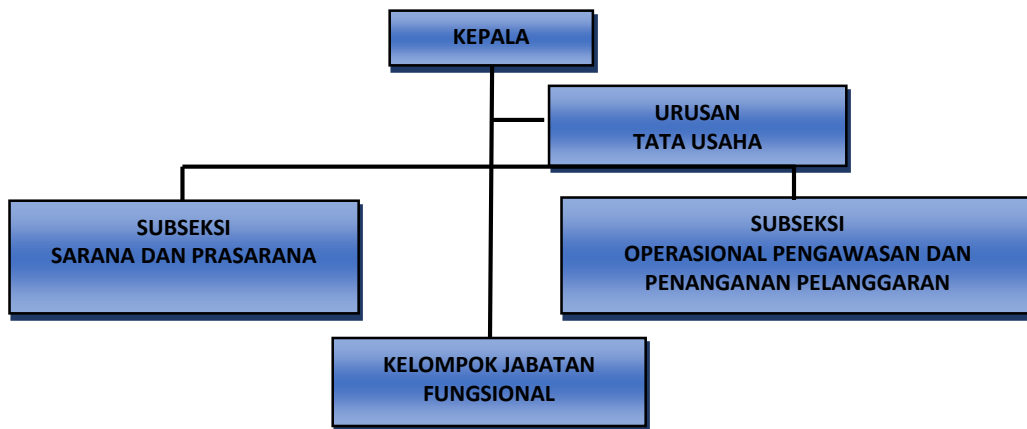 KEPALA
URUSAN
TATA USAHA
SUBSEKSI
SARANA DAN PRASARANA
SUBSEKSI
OPERASIONAL PENGAWASAN DAN
PENANGANAN PELANGGARAN
KELOMPOK JABATAN
FUNGSIONAL